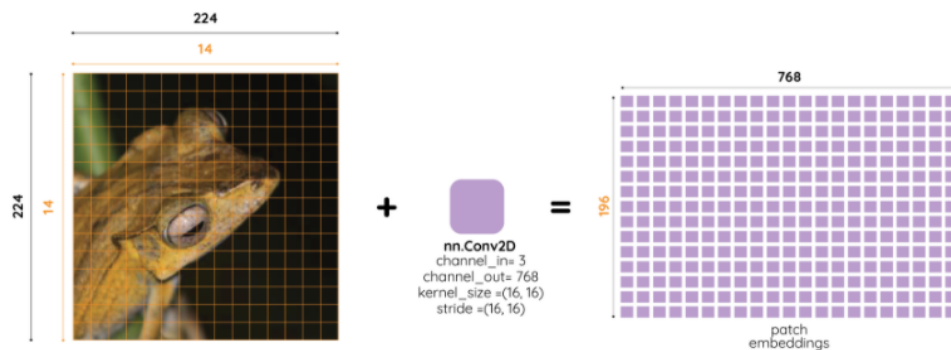 224
14
224
14
+
nn.Conv2D
channel_in= 3
channel_out= 768
kernel_size =(16, 16)
stride =(16, 16)
=
768
196
patch
embeddings